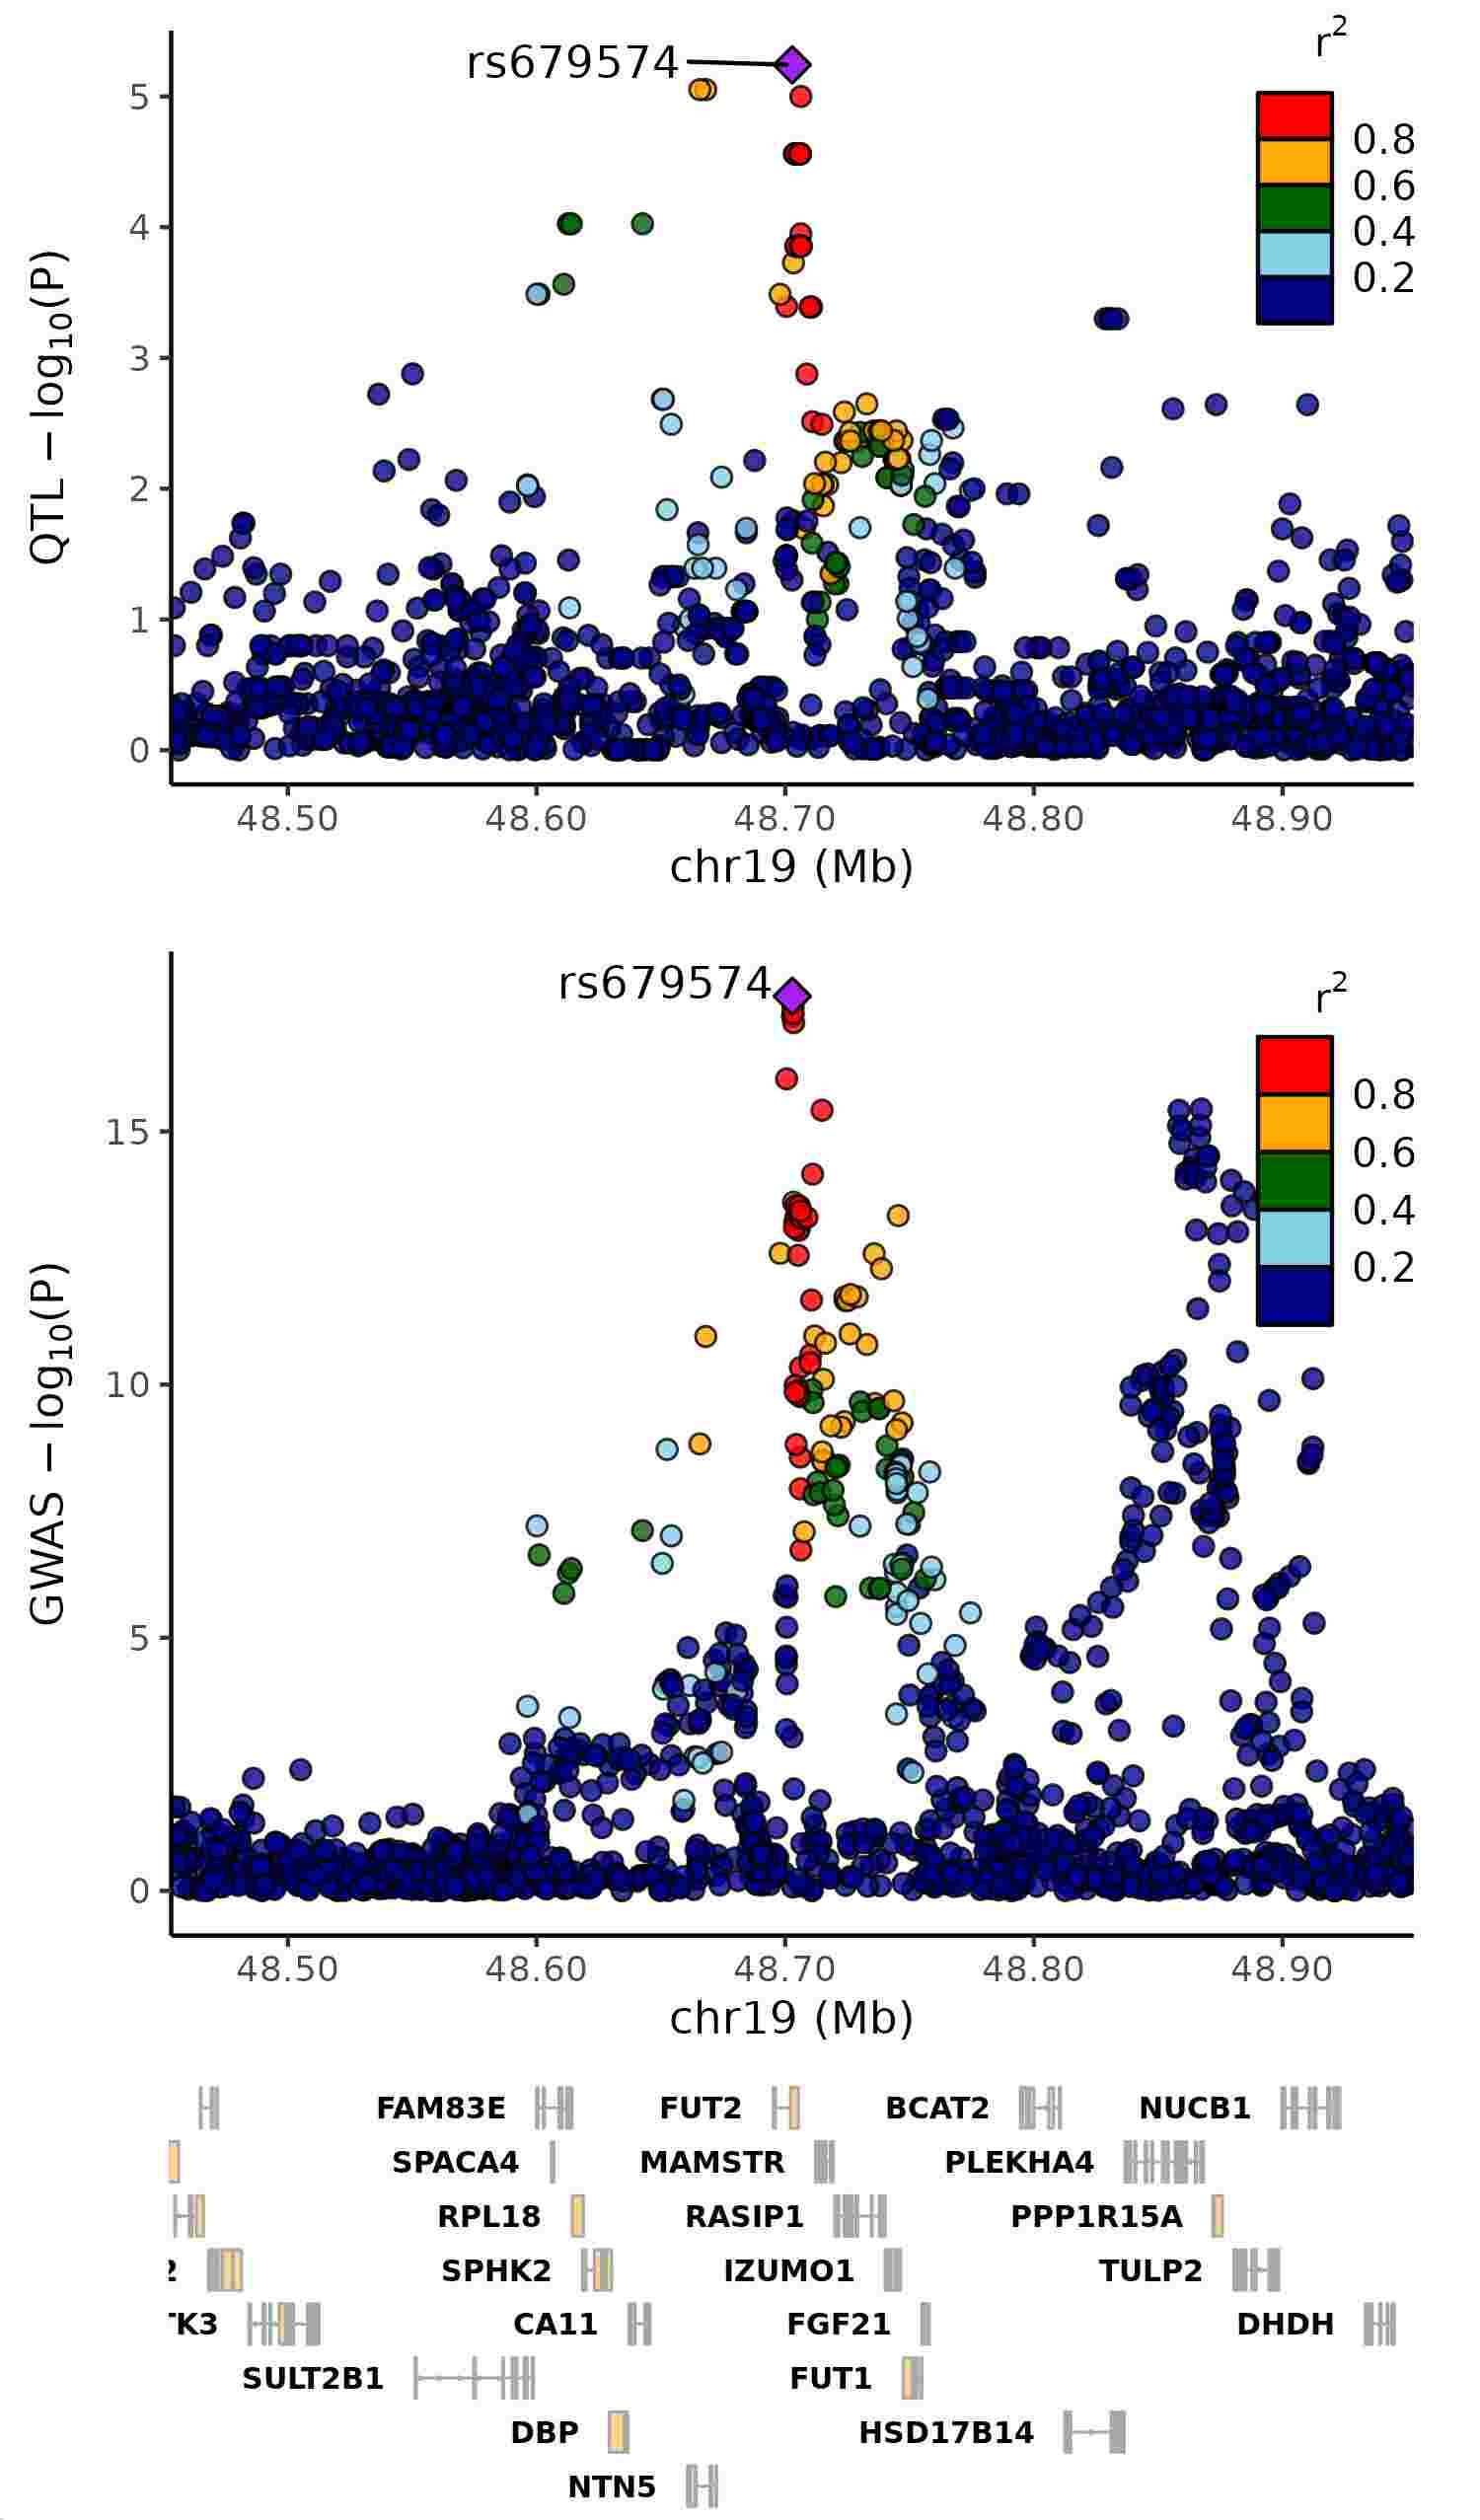 r2
rs679574
5
4
3
2
1
0
0.8
0.6
0.4
0.2
QTL −log10(P)
48.50 48.60 48.70 48.80 48.90
chr19 (Mb)
rs679574
r2
15
10
5
0
0.8
0.6
0.4
0.2
GWAS −log10(P)
48.50 48.60 48.70 48.80 48.90
chr19 (Mb)
FAM83E FUT2 BCAT2 NUCB1
SPACA4 MAMSTR PLEKHA4
RPL18 RASIP1 PPP1R15A
2 SPHK2 IZUMO1 TULP2
TK3 CA11 FGF21 DHDH
SULT2B1 FUT1
DBP HSD17B14
NTN5